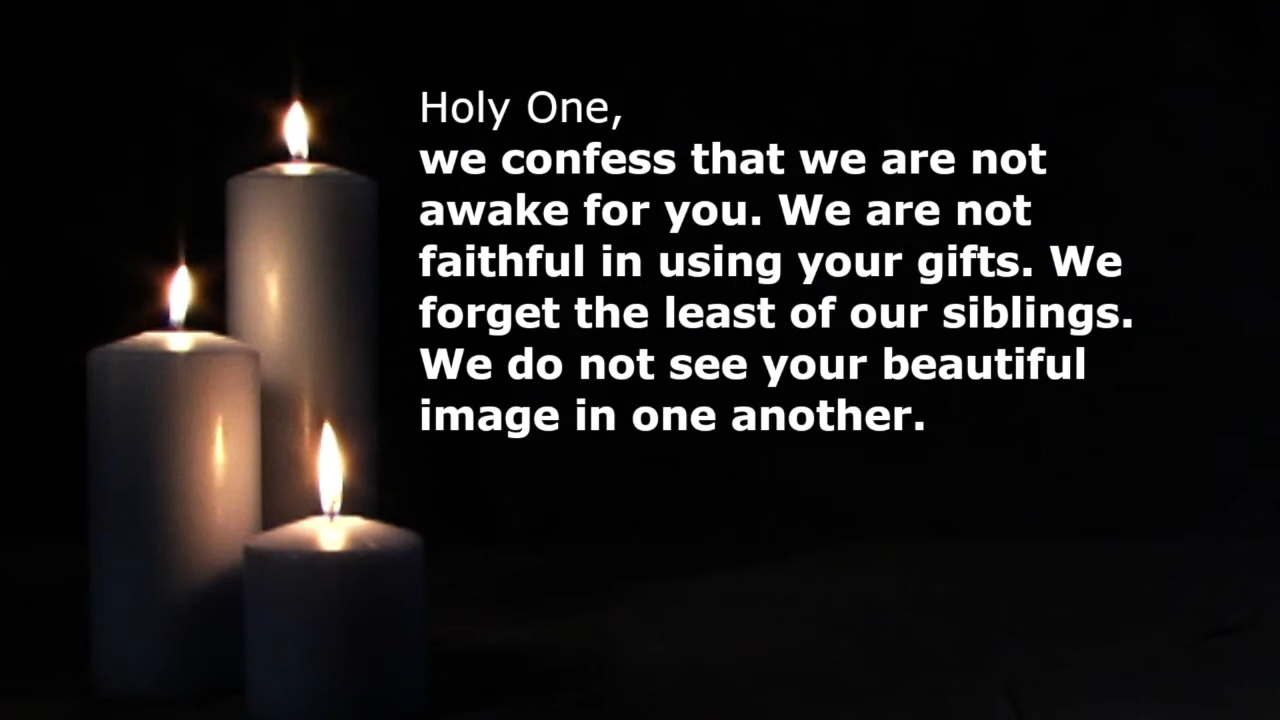 Holy One,
we confess that we are not
awake for you. We are not
faithful in using your gifts. We
forget the least of our siblings.
We do not see your beautiful
image in one another.